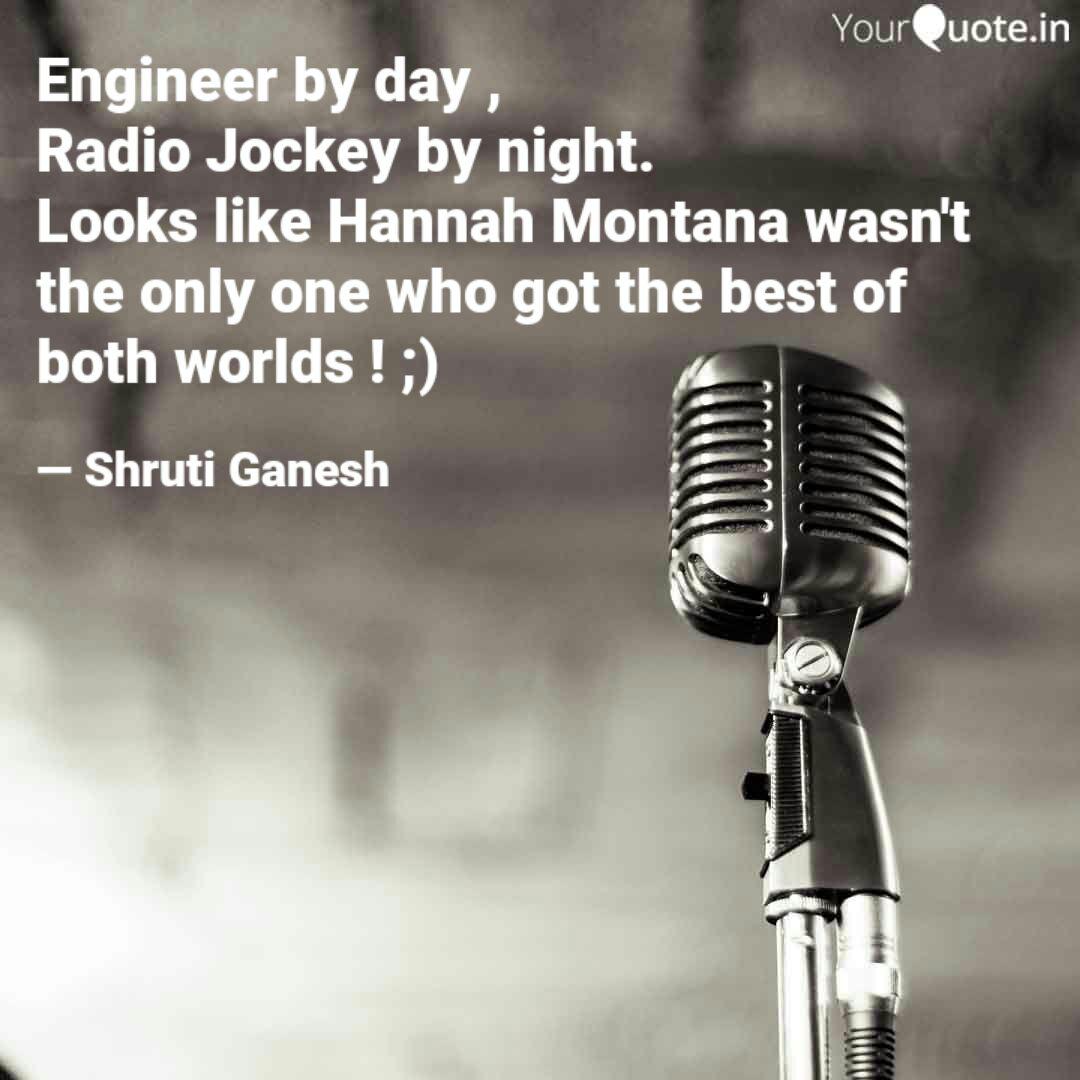 YourQuote.in
Engineer by day ,
Radio Jockey by night.
Looks like Hannah Montana wasn't
the only one who got the best of
both worlds ! ;)
— Shruti Ganesh